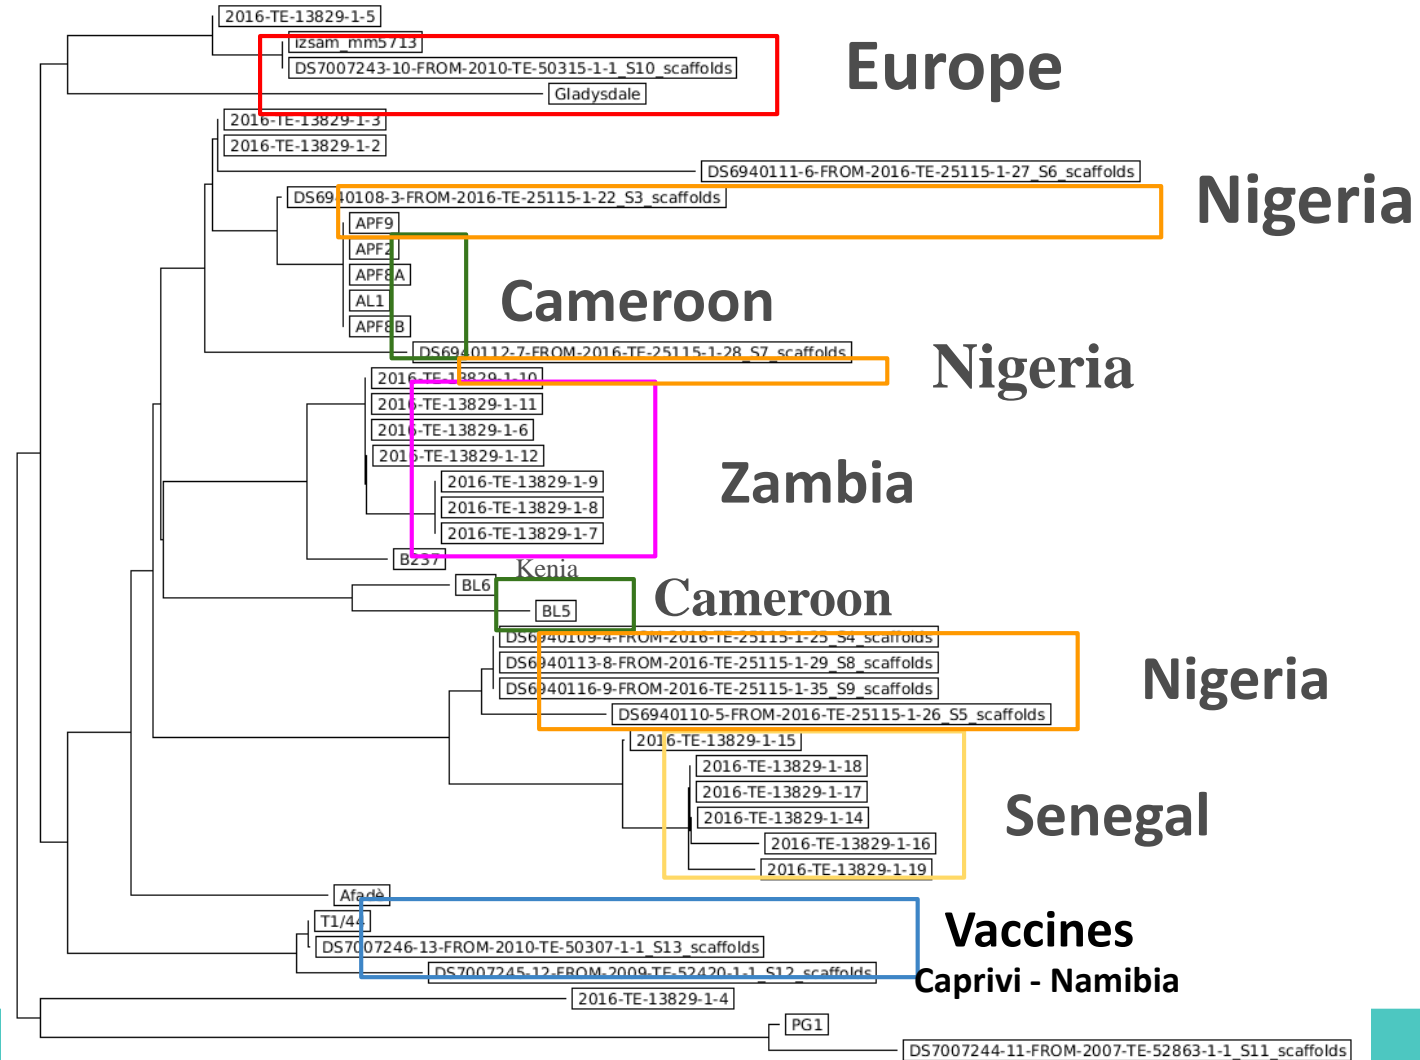 2016-TE-13829-1-5
izsam_mm5713
DS7007243-10-FROM-2010-TE-50315-1-1_S10_scaffolds
Europe
Gladysdale
2016-TE-13829-1-3
2016-TE-13829-1-2
DS6940111-6-FROM-2016-TE-25115-1-27_S6_scaffolds
DS6940108-3-FROM-2016-TE-25115-1-22_S3_scaffolds
Nigeria
APF9
APF2
APF8A
AL1
Cameroon
APF8B
DS6940112-7-FROM-2016-TE-25115-1-28_S7_scaffolds
Nigeria
2016-TE-13829-1-10
2016-TE-13829-1-11
2016-TE-13829-1-6
2016-TE-13829-1-12
2016-TE-13829-1-9
Zambia
2016-TE-13829-1-8
2016-TE-13829-1-7
B237
Kenia
BL6
Cameroon
BL5
DS6940109-4-FROM-2016-TE-25115-1-25_S4_scaffolds
DS6940113-8-FROM-2016-TE-25115-1-29_S8_scaffolds
Nigeria
DS6940116-9-FROM-2016-TE-25115-1-35_S9_scaffolds
DS6940110-5-FROM-2016-TE-25115-1-26_S5_scaffolds
2016-TE-13829-1-15
2016-TE-13829-1-18
2016-TE-13829-1-17
2016-TE-13829-1-14
Senegal
2016-TE-13829-1-16
2016-TE-13829-1-19
Afadè
T1/44
Vaccines
DS7007246-13-FROM-2010-TE-50307-1-1_S13_scaffolds
DS7007245-12-FROM-2009-TE-52420-1-1_S12_scaffolds
Caprivi - Namibia
2016-TE-13829-1-4
PG1
DS7007244-11-FROM-2007-TE-52863-1-1_S11_scaffolds